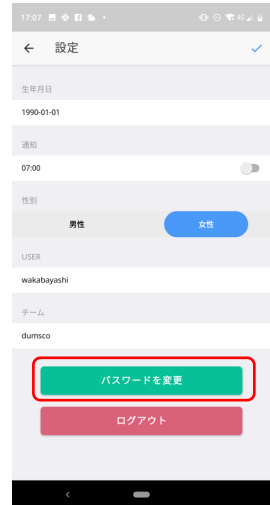 17:07
4G
設定
生年月日
1990-01-01
通知
07:00
性別
男性 女性
USER
wakabayashi
チーム
dumsco
パスワードを変更
ログアウト